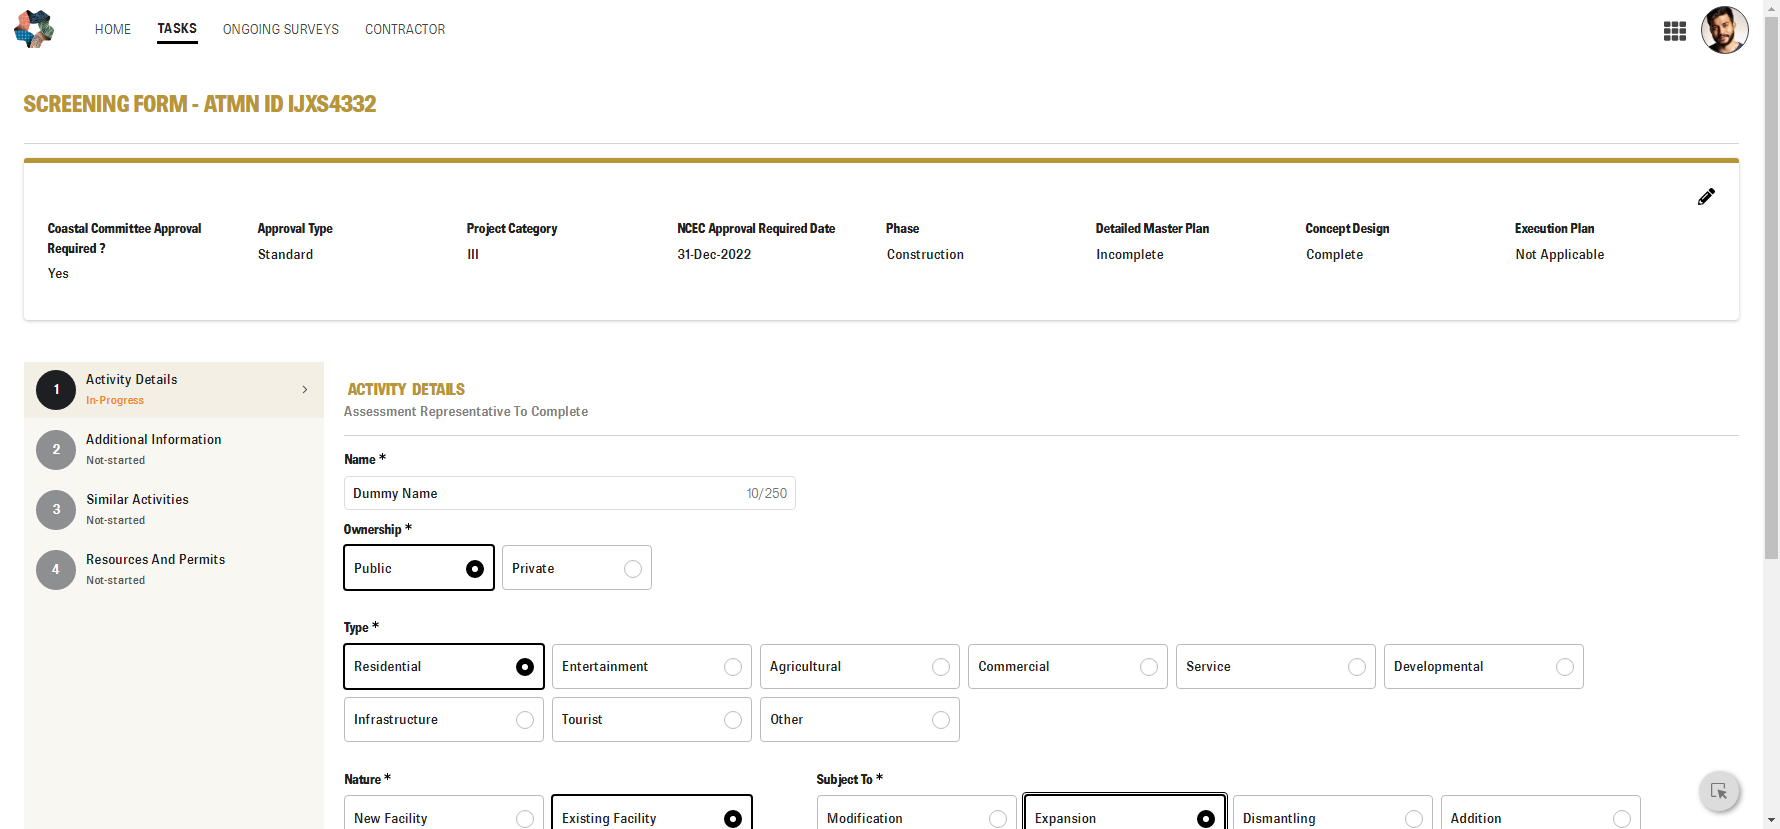 HOME TASKS ONGOING SURVEYS CONTRACTOR
SCREENING FORM - ATMN ID IJXS4332
Coastal Committee Approval Required ?
Yes
Approval Type
Standard
Project Category
III
NCEC Approval Required Date
31-Dec-2022
Phase
Construction
Detailed Master Plan
Incomplete
Concept Design
Complete
Execution Plan
Not Applicable
1 Activity Details
In-Progress
2 Additional Information
Not-started
3 Similar Activities
Not-started
4 Resources And Permits
Not-started
ACTIVITY DETAILS
Assessment Representative To Complete
Name *
Dummy Name 10/250
Ownership *
Public Private
Type *
Residential Entertainment Agricultural Commercial Service Developmental
Infrastructure Tourist Other
Nature *
New Facility Existing Facility
Subject To *
Modification Expansion Dismantling Addition